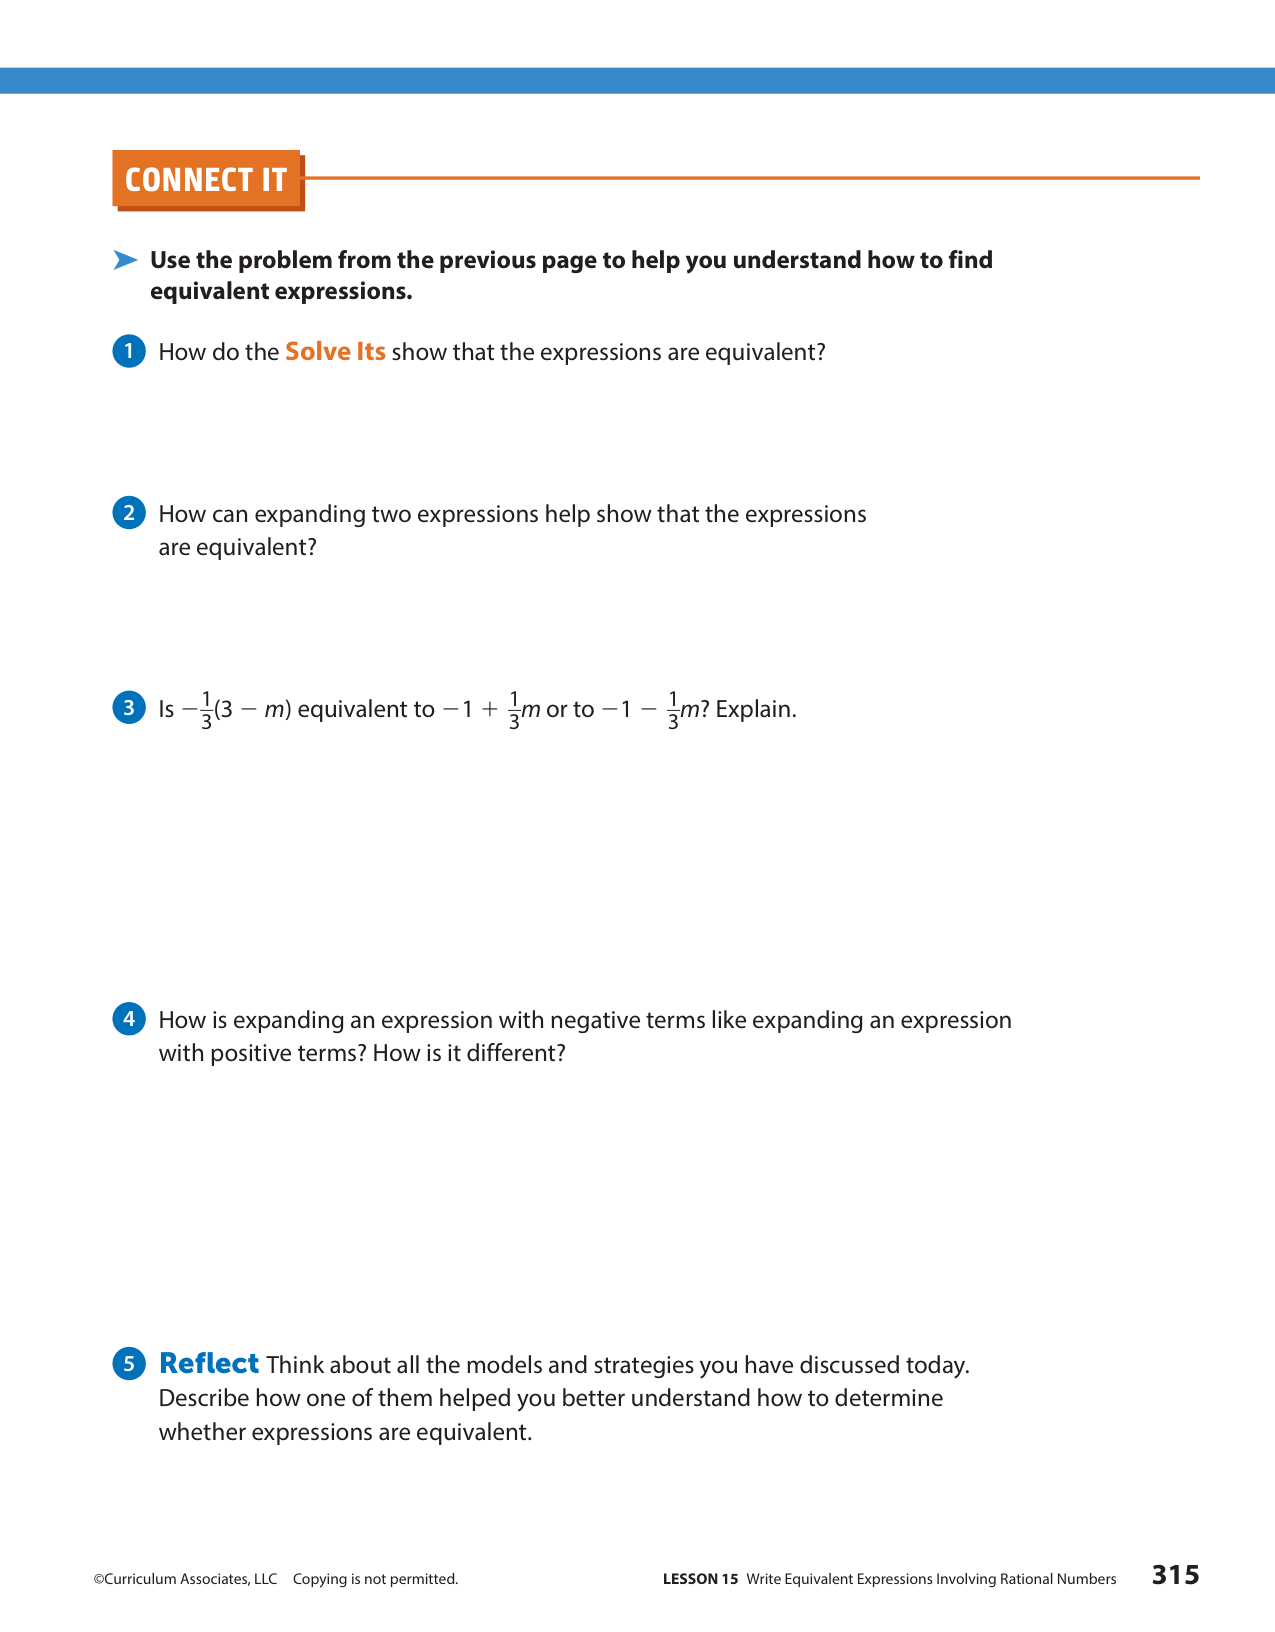 CONNECT IT
➤ Use the problem from the previous page to help you understand how to find
equivalent expressions.
1 How do the Solve Its show that the expressions are equivalent?
2 How can expanding two expressions help show that the expressions
are equivalent?
3 Is −1/3(3 − m) equivalent to −1 + 1/3m or to −1 − 1/3m? Explain.
4 How is expanding an expression with negative terms like expanding an expression
with positive terms? How is it different?
5 Reflect Think about all the models and strategies you have discussed today.
Describe how one of them helped you better understand how to determine
whether expressions are equivalent.
©Curriculum Associates, LLC Copying is not permitted. LESSON 15 Write Equivalent Expressions Involving Rational Numbers 315